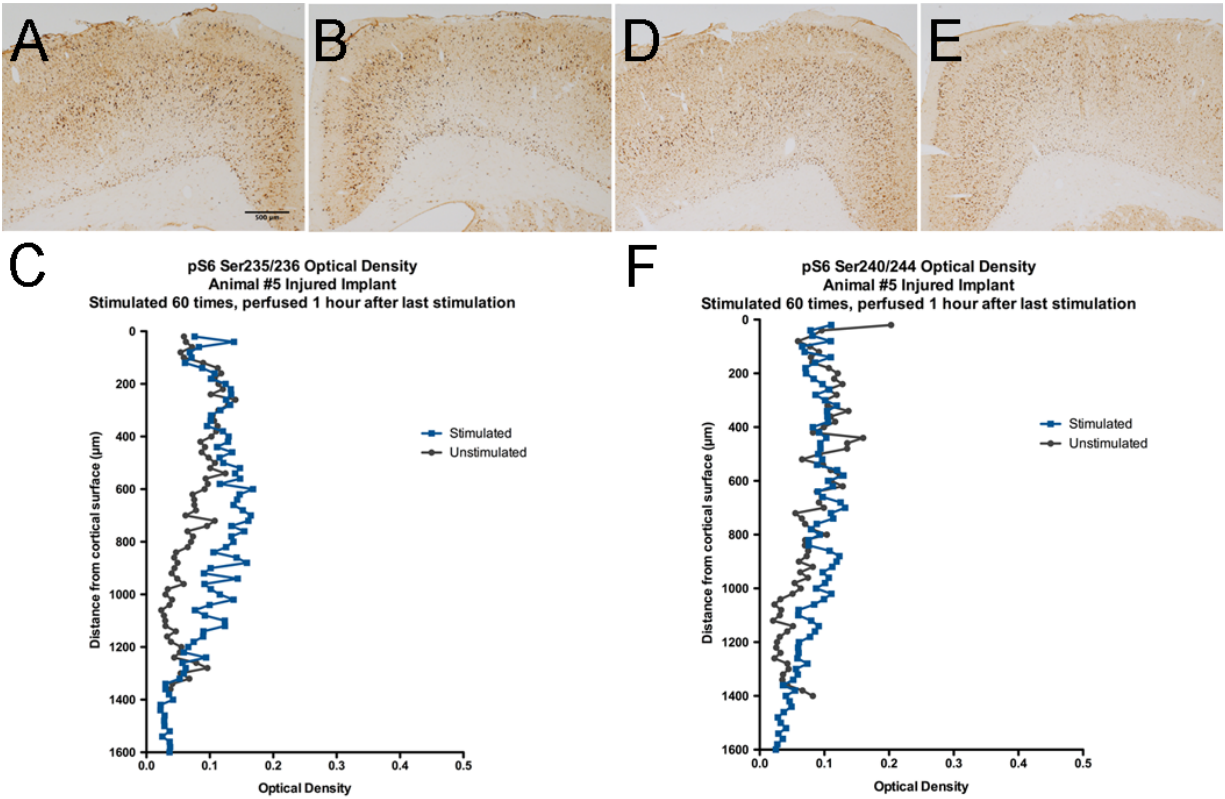 A
B
D
E
500 µm
C
pS6 Ser235/236 Optical Density
Animal #5 Injured Implant
Stimulated 60 times, perfused 1 hour after last stimulation
0
200
400
600
800
1000
1200
1400
1600
Distance from cortical surface (µm)
0.0
0.1
0.2
0.3
0.4
0.5
Optical Density
Stimulated
Unstimulated
F
pS6 Ser240/244 Optical Density
Animal #5 Injured Implant
Stimulated 60 times, perfused 1 hour after last stimulation
0
200
400
600
800
1000
1200
1400
1600
Distance from cortical surface (µm)
0.0
0.1
0.2
0.3
0.4
0.5
Optical Density
Stimulated
Unstimulated